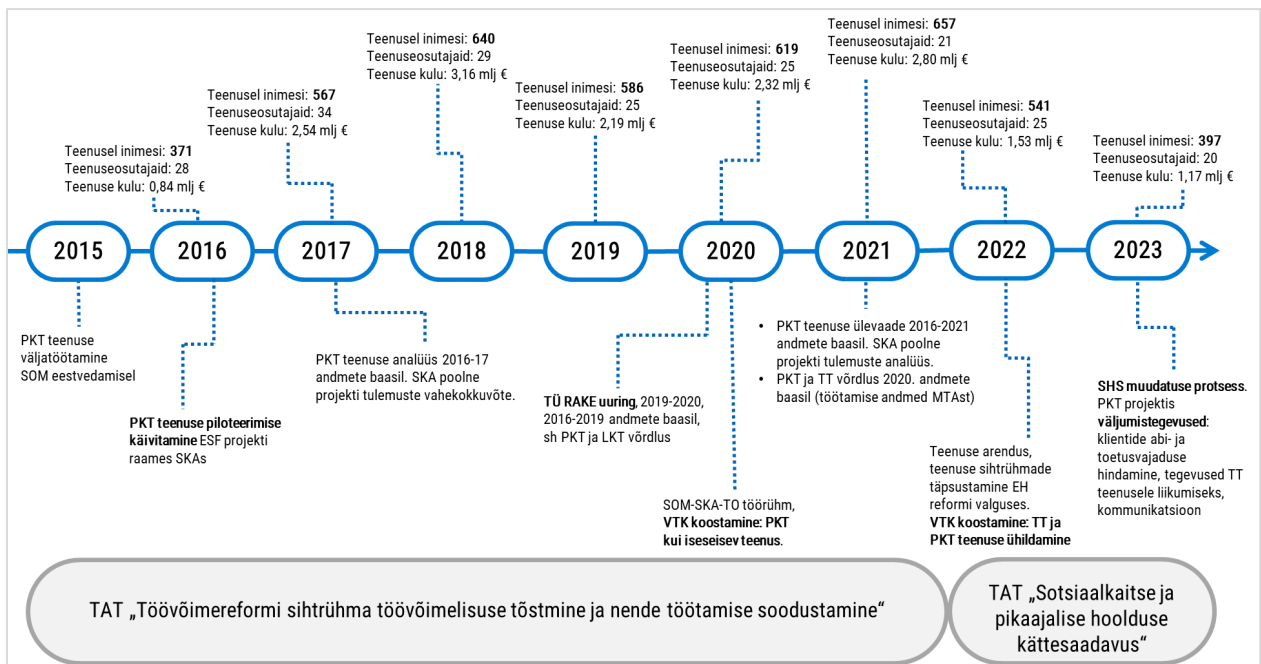 Teenusel inimesi: 371
Teenuseosutajaid: 28
Teenuse kulu: 0,84 mlj €
Teenusel inimesi: 567
Teenuseosutajaid: 34
Teenuse kulu: 2,54 mlj €
Teenusel inimesi: 640
Teenuseosutajaid: 29
Teenuse kulu: 3,16 mlj €
Teenusel inimesi: 586
Teenuseosutajaid: 25
Teenuse kulu: 2,19 mlj €
Teenusel inimesi: 619
Teenuseosutajaid: 25
Teenuse kulu: 2,32 mlj €
Teenusel inimesi: 657
Teenuseosutajaid: 21
Teenuse kulu: 2,80 mlj €
Teenusel inimesi: 541
Teenuseosutajaid: 25
Teenuse kulu: 1,53 mlj €
Teenusel inimesi: 397
Teenuseosutajaid: 20
Teenuse kulu: 1,17 mlj €
2015
2016
2017
2018
2019
2020
2021
2022
2023
PKT teenuse
väljatöötamine
SOM eestvedamisel
PKT teenuse piloteerimise
käivitamine ESF projekti
raames SKAs
PKT teenuse analüüs 2016-17
andmete baasil. SKA poolne
projekti tulemuste vahekokkuvõte.
TÜ RAKE uuring, 2019-2020,
2016-2019 andmete baasil,
sh PKT ja LKT võrdlus
SOM-SKA-TO töörühm,
VTK koostamine: PKT
kui iseseisev teenus.
• PKT teenuse ülevaade 2016-2021
andmete baasil. SKA poolne
projekti tulemuste analüüs.
• PKT ja TT võrdlus 2020. andmete
baasil (töötamise andmed MTAst)
Teenuse arendus,
teenuse sihtrühmade
täpsustamine EH
reformi valguses.
VTK koostamine: TT ja
PKT teenuse ühildamine
SHS muudatuse protsess.
PKT projektis
väljumistegevused:
klientide abi- ja
toetusvajaduse
hindamine, tegevused TT
teenusele liikumiseks,
kommunikatsioon
TAT „Töövõimereformi sihtrühma töövõimelisuse tõstmine ja nende töötamise soodustamine“
TAT „Sotsiaalkaitse ja
pikaajalise hoolduse
kättesaadavus“